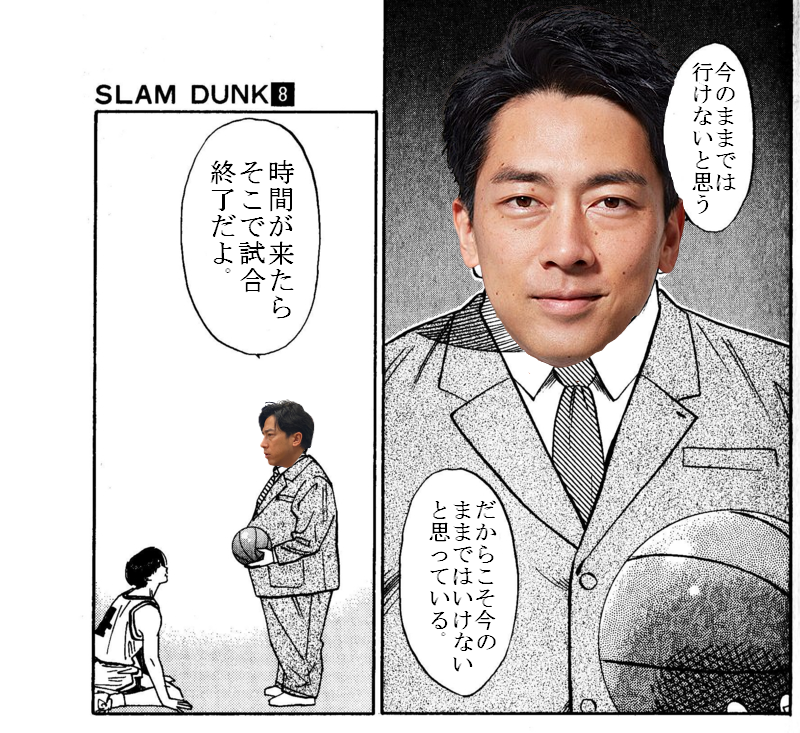 SLAM DUNK 8
時間が来たら
そこで試合
終了だよ。
今のままでは
行けないと思う
だからこそ今の
ままではいけない
と思っている。
4